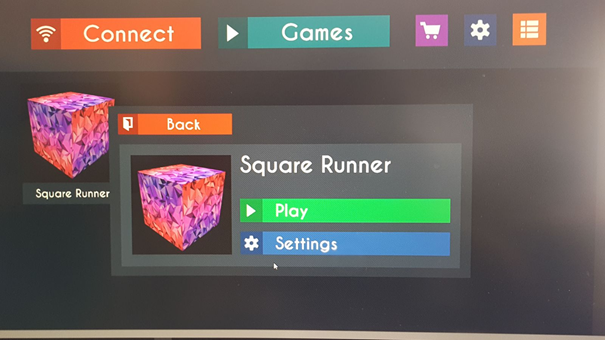 Connect
Games
Back
Square Runner
Square Runner
Play
Settings